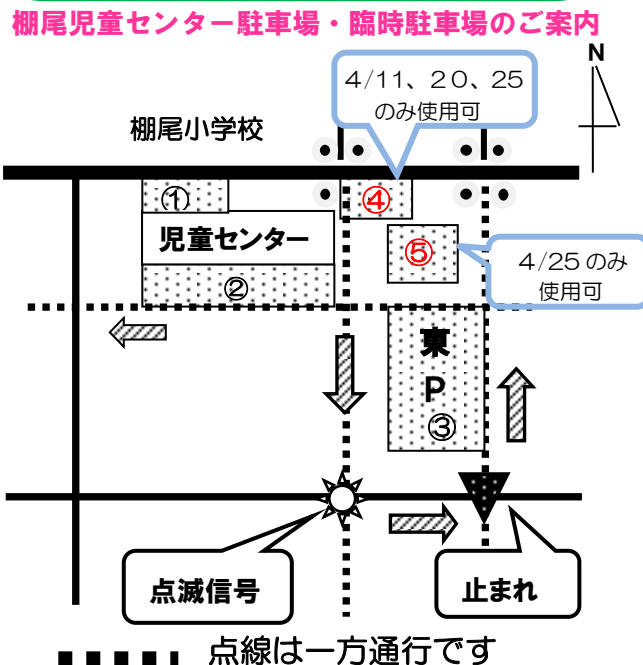 棚尾児童センター駐車場・臨時駐車場のご案内
N
4/11、20、25
のみ使用可
棚尾小学校
①
④
児童センター
⑤
4/25のみ
使用可
②
東
P
③
点滅信号
止まれ
点線は一方通行です